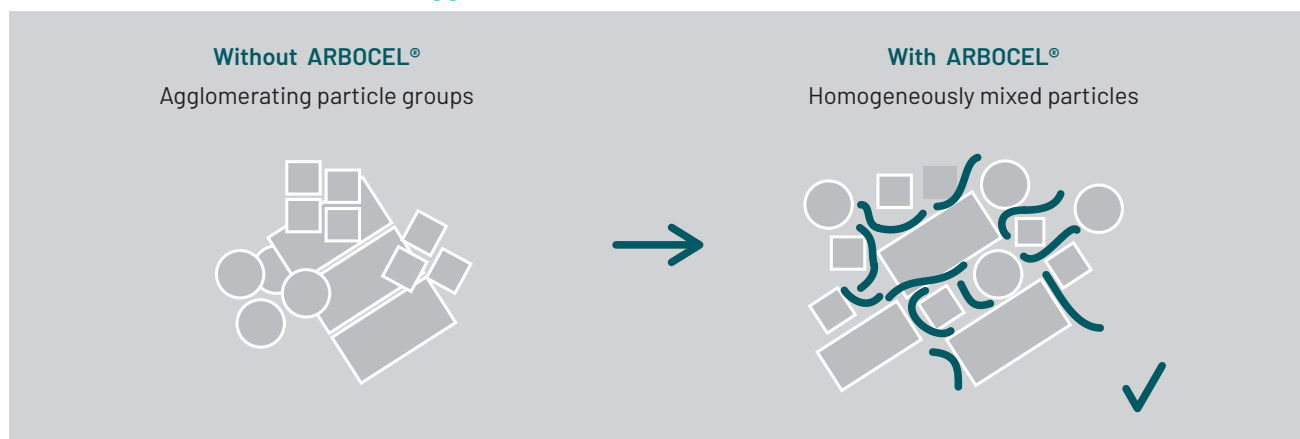 Without ARBOCEL®
Agglomerating particle groups
With ARBOCEL®
Homogeneously mixed particles